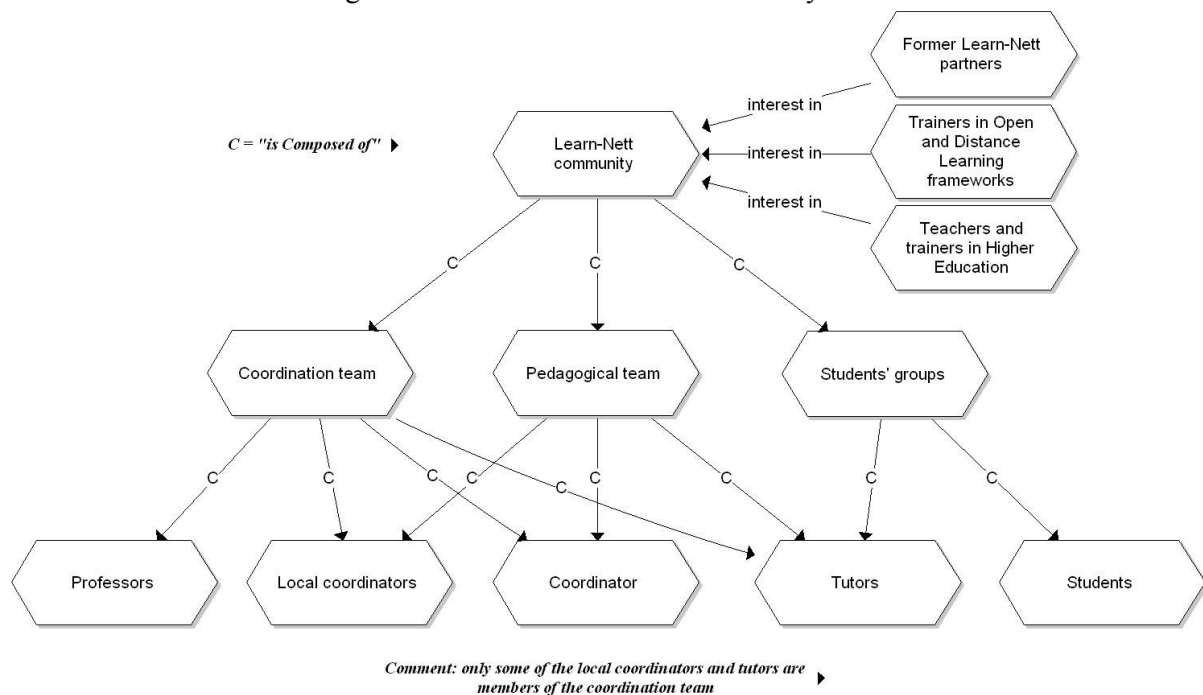 Former Learn-Nett
partners
interest in
C = "is Composed of"
Learn-Nett
community
interest in
Trainers in Open
and Distance
Learning
frameworks
interest in
Teachers and
trainers in Higher
Education
C
C
C
Coordination team
Pedagogical team
Students' groups
C
C
C
C
C
C
C
C
C
Professors
Local coordinators
Coordinator
Tutors
Students
Comment: only some of the local coordinators and tutors are
members of the coordination team